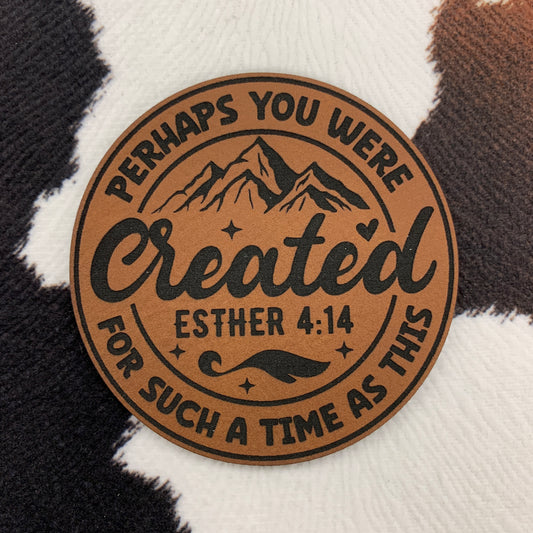 PERHAPS YOU WERE
Created
ESTHER 4:14
FOR SUCH A TIME AS THIS